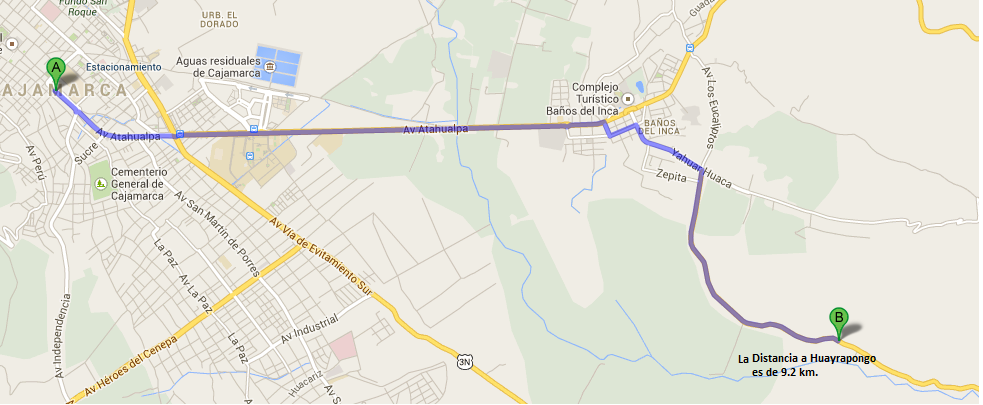 Fundo San
Roque
URB. EL
DORADO
Aguas residuales
de Cajamarca
Estacionamiento
A
CAJAMARCA
Av Atahualpa
Av Atahualpa
Complejo
Turístico
Baños del Inca
BAÑOS
DEL INCA
Av Los Eucaliptos
Yahuar Huaca
Zepita
Sucre
Av Perú
Cementerio
General de
Cajamarca
Av San Martin de Porres
Av Vía de Evitamiento Sur
La Paz
Av La Paz
La Paz
Av Independencia
Av Héroes del Cenepa
Av Industrial
Huacariz
Av S
3N
B
La Distancia a Huayrapongo
es de 9.2 km.